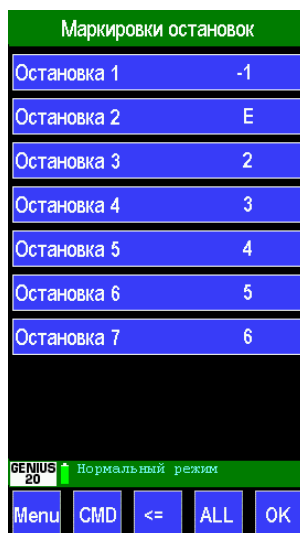 Маркировки остановок
Остановка 1 -1
Остановка 2 E
Остановка 3 2
Остановка 4 3
Остановка 5 4
Остановка 6 5
Остановка 7 6
GENIUS 20 Нормальный режим
Menu CMD <= ALL OK